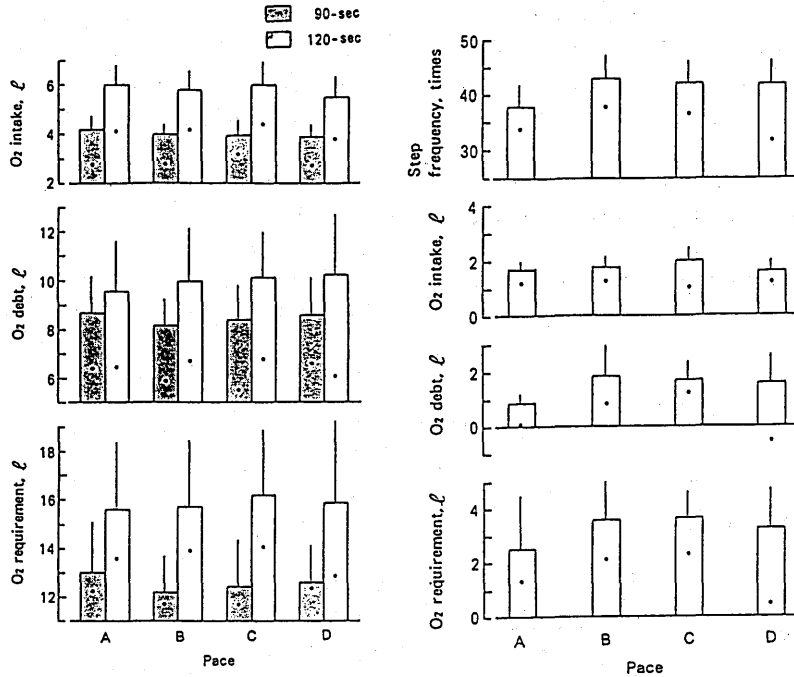 90-sec
120-sec
O₂ intake, ℓ
6
4
2
O₂ debt, ℓ
12
10
8
6
O₂ requirement, ℓ
18
16
14
12
A B C D
Pace
Step frequency, times
50
40
30
O₂ intake, ℓ
4
2
0
O₂ debt, ℓ
2
0
O₂ requirement, ℓ
4
2
0
A B C D
Pace